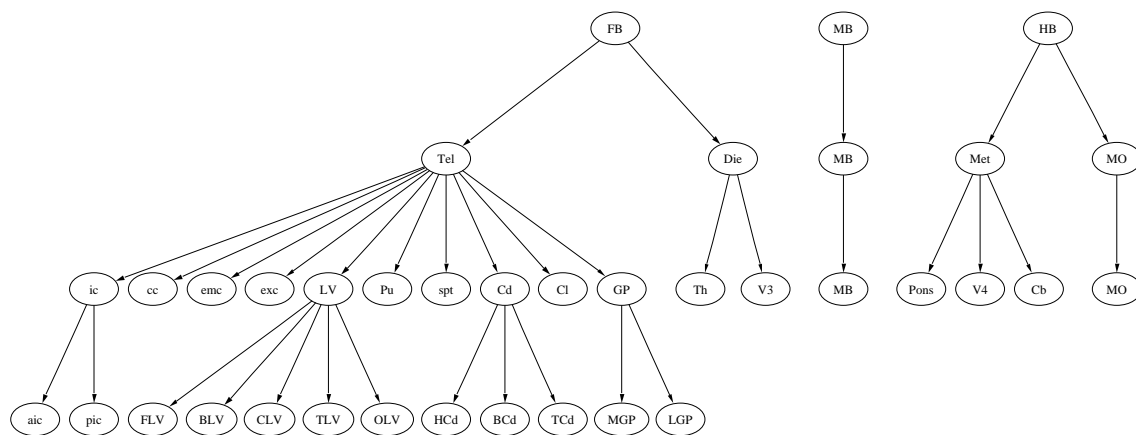 FB MB HB
Tel Die MB Met MO
ic cc emc exc LV Pu spt Cd Cl GP Th V3 MB Pons V4 Cb MO
aic pic FLV BLV CLV TLV OLV HCd BCd TCd MGP LGP